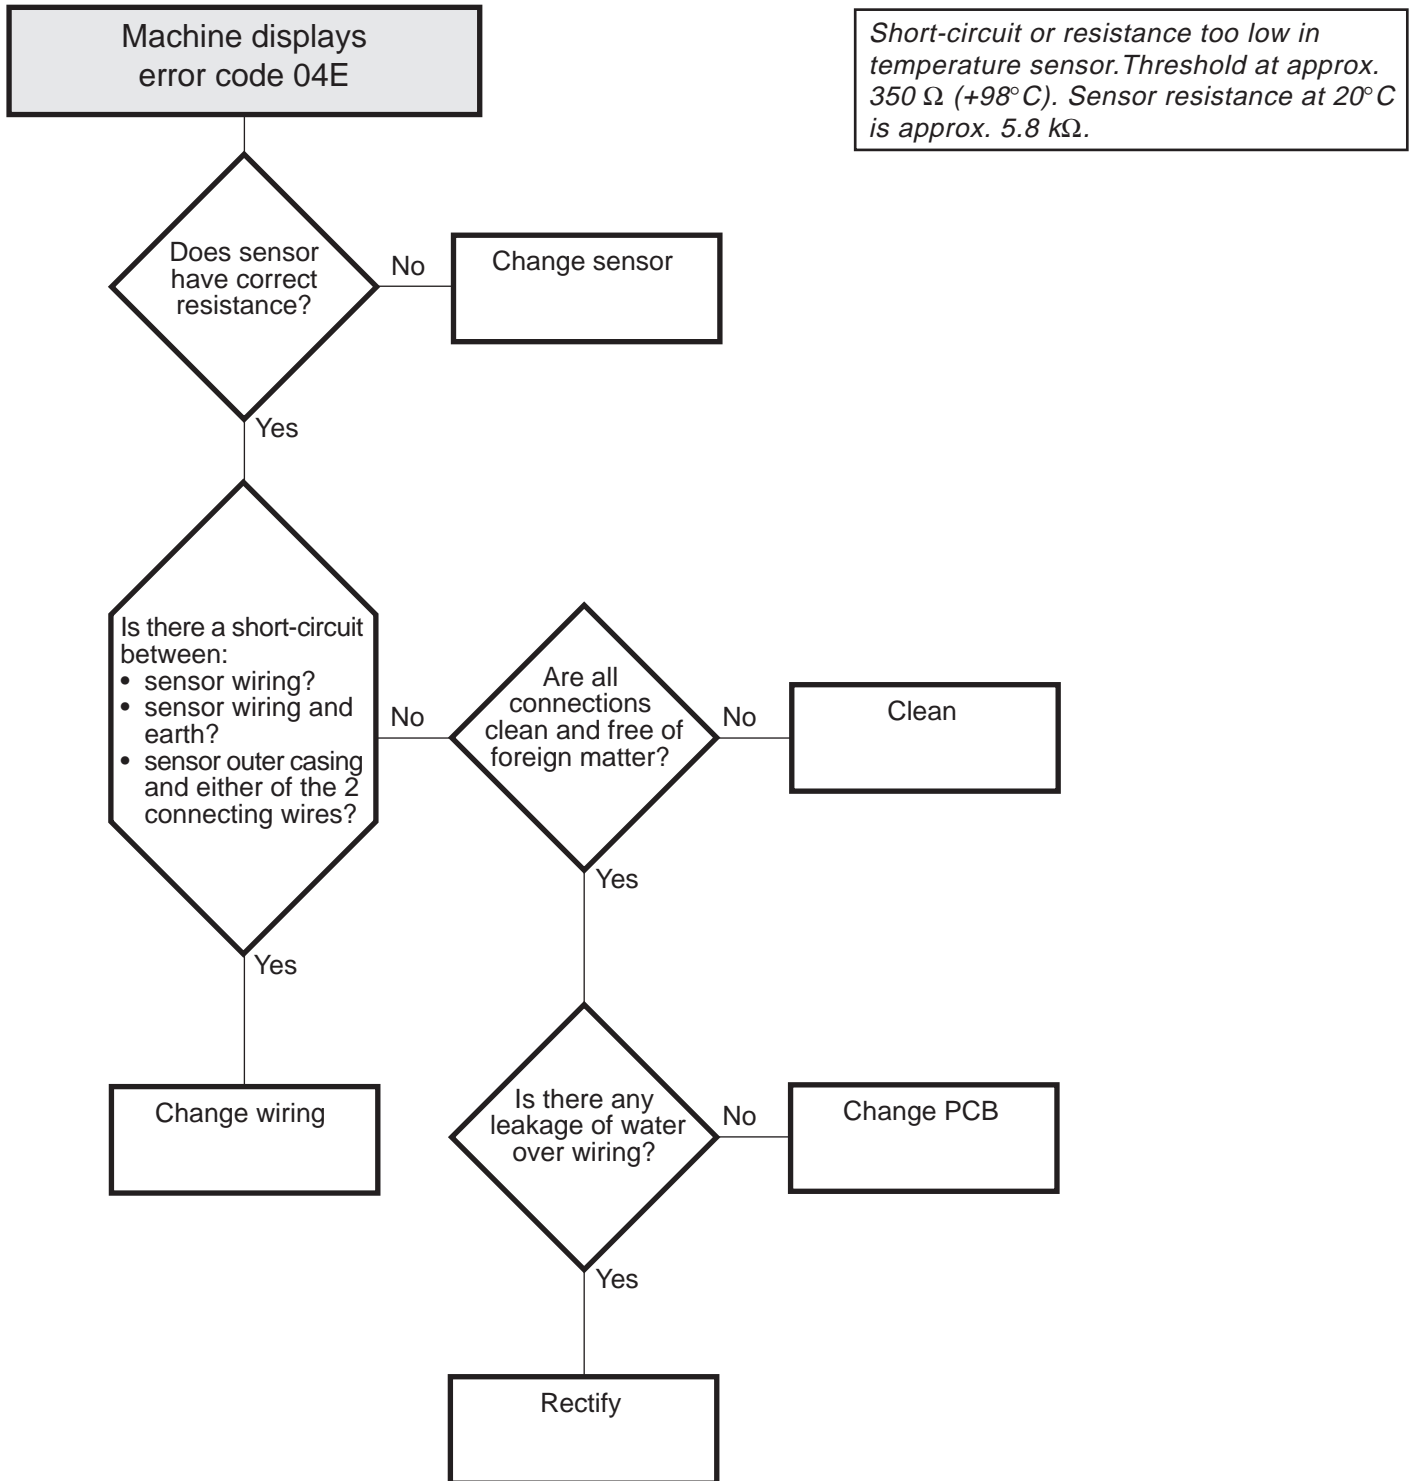 Machine displays
error code 04E
Short-circuit or resistance too low in
temperature sensor.Threshold at approx.
350 Ω (+98°C). Sensor resistance at 20°C
is approx. 5.8 kΩ.
Does sensor
have correct
resistance?
No
Change sensor
Yes
Is there a short-circuit
between:
• sensor wiring?
• sensor wiring and
earth?
• sensor outer casing
and either of the 2
connecting wires?
No
Are all
connections
clean and free of
foreign matter?
No
Clean
Yes
Yes
Change wiring
Is there any
leakage of water
over wiring?
No
Change PCB
Yes
Rectify